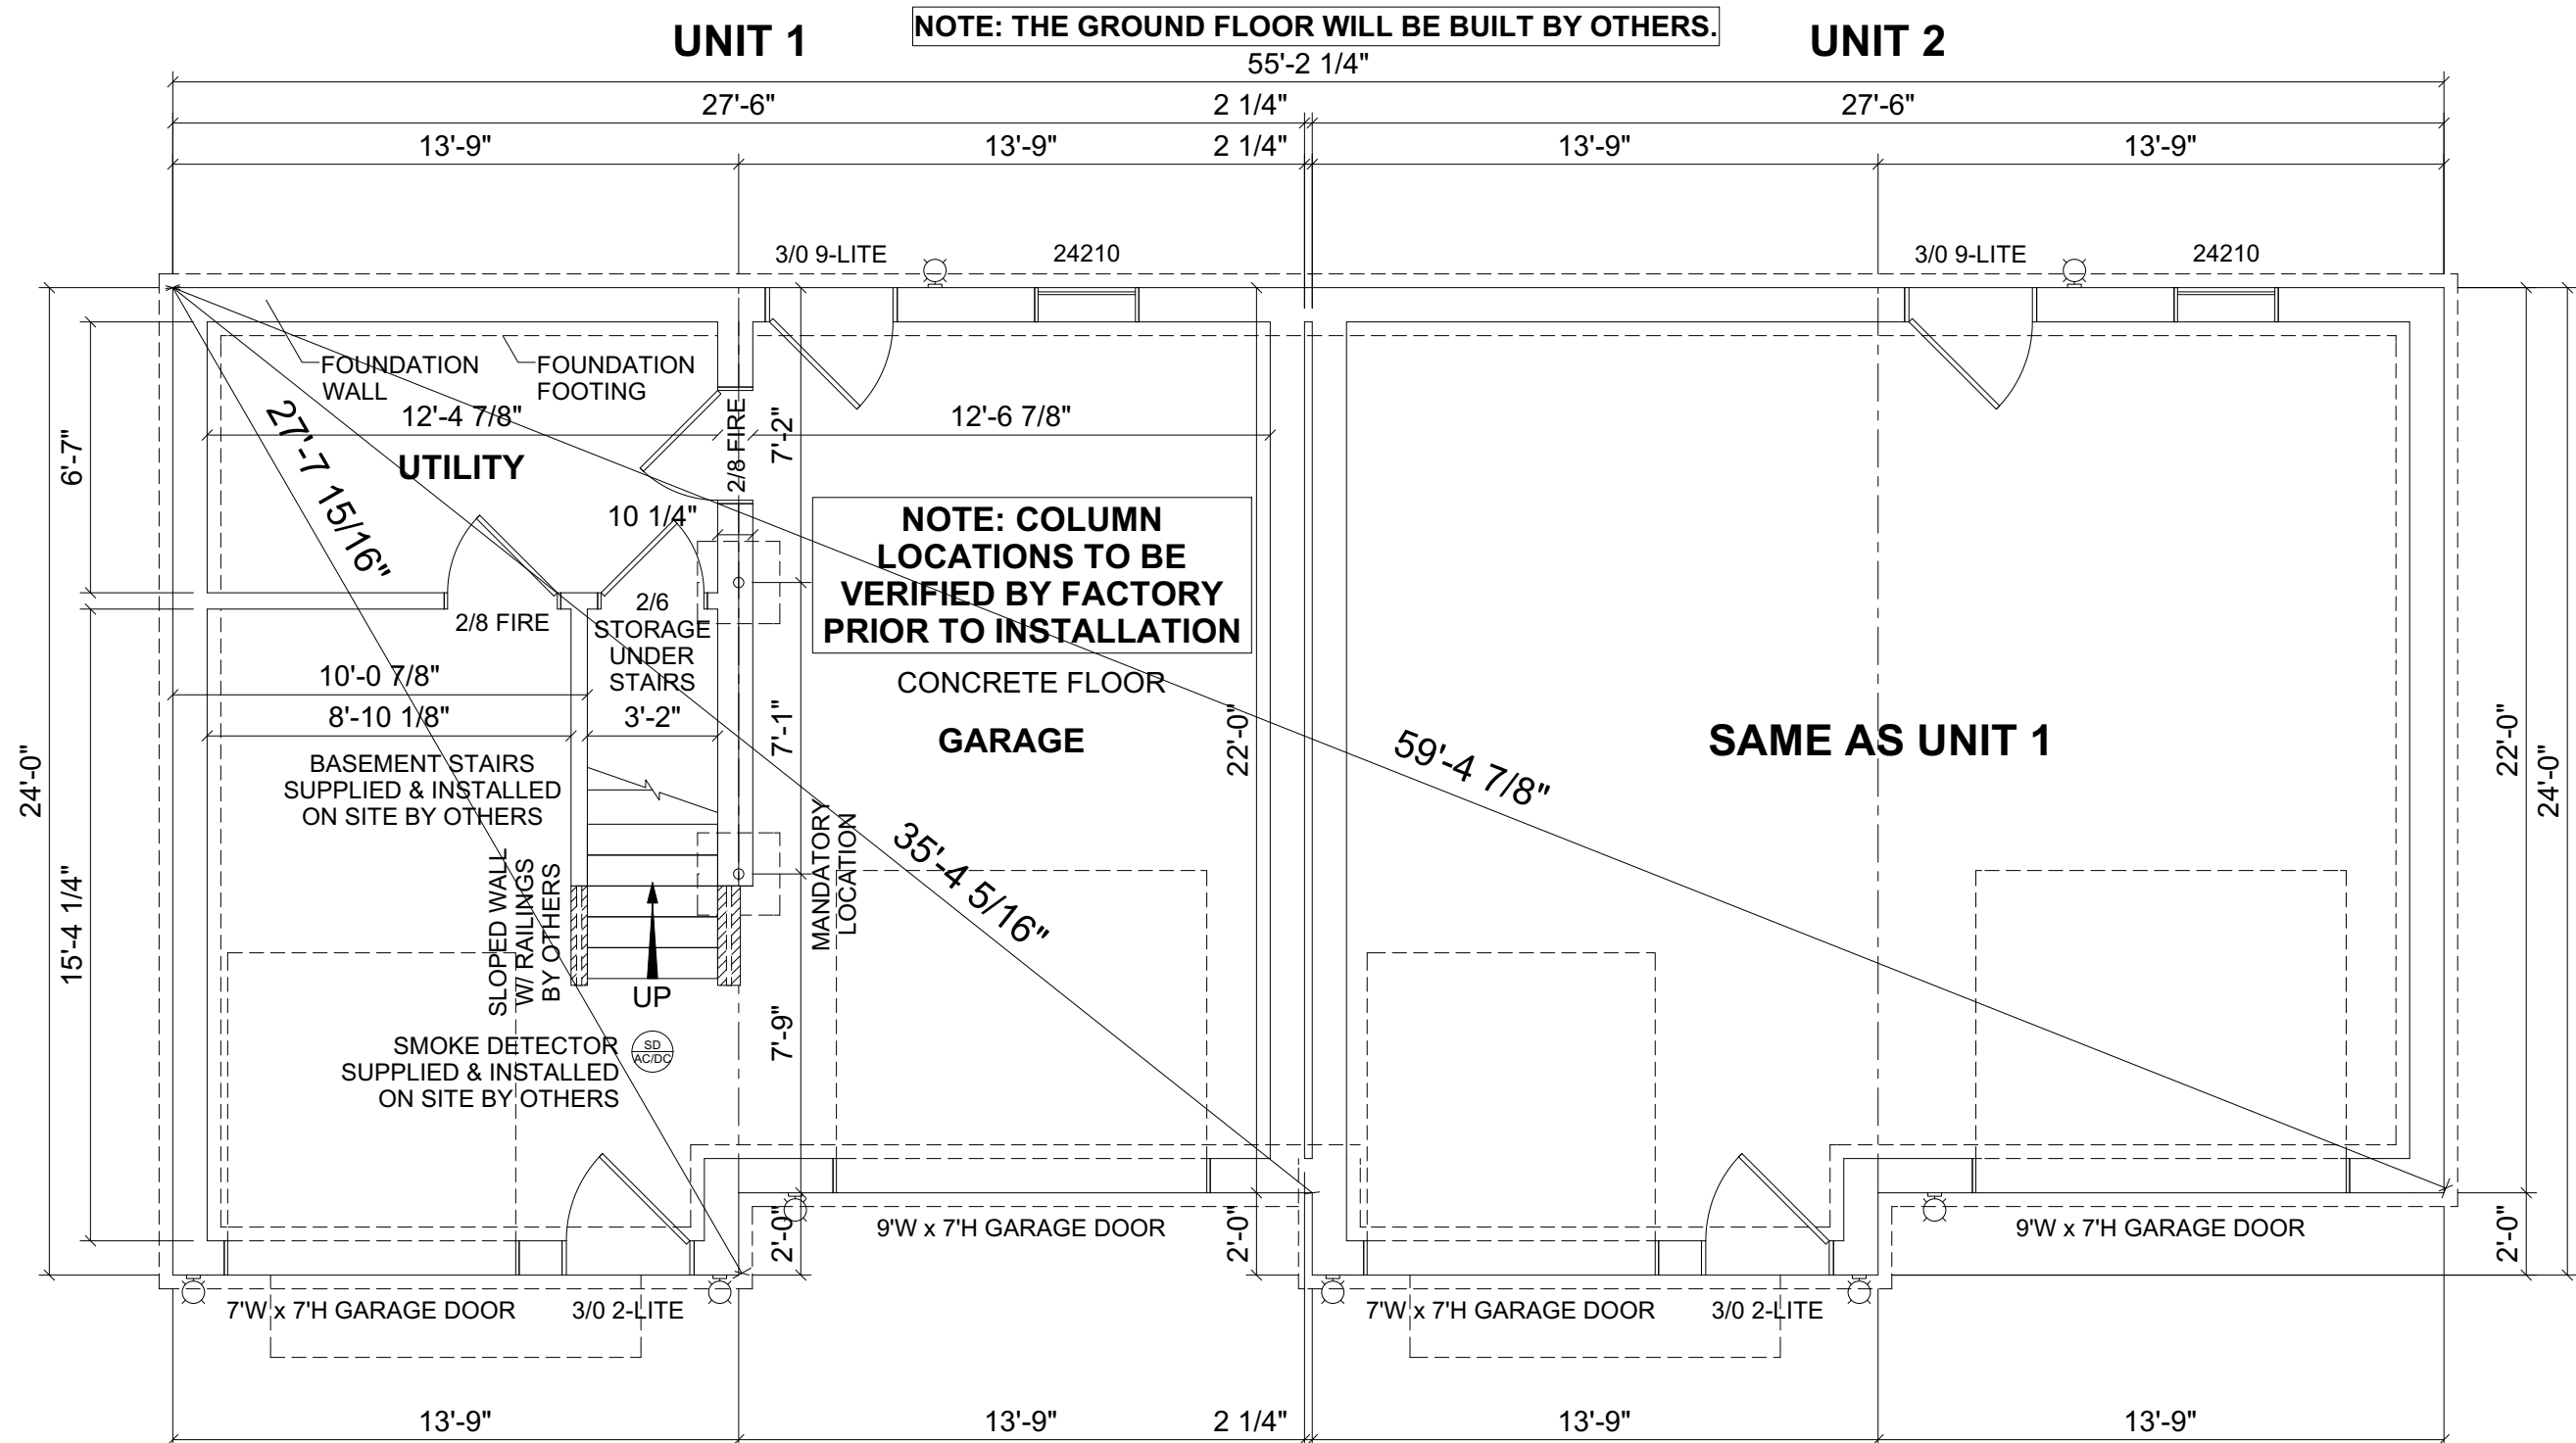 UNIT 1
NOTE: THE GROUND FLOOR WILL BE BUILT BY OTHERS.
UNIT 2
55'-2 1/4"
27'-6"
2 1/4"
27'-6"
13'-9"
13'-9"
2 1/4"
13'-9"
13'-9"
3/0 9-LITE
24210
3/0 9-LITE
24210
FOUNDATION
WALL
FOUNDATION
FOOTING
12'-4 7/8"
12'-6 7/8"
2/8 FIRE
7'-2"
6'-7"
27'-7 15/16"
UTILITY
10 1/4"
NOTE: COLUMN
LOCATIONS TO BE
VERIFIED BY FACTORY
PRIOR TO INSTALLATION
2/8 FIRE
2/6
STORAGE
UNDER
STAIRS
CONCRETE FLOOR
GARAGE
10'-0 7/8"
8'-10 1/8"
3'-2"
7'-1"
22'-0"
59'-4 7/8"
SAME AS UNIT 1
22'-0"
24'-0"
24'-0"
BASEMENT STAIRS
SUPPLIED & INSTALLED
ON SITE BY OTHERS
MANDATORY
LOCATION
35'-4 5/16"
15'-4 1/4"
SLOPED WALL
W/ RAILINGS
BY OTHERS
UP
7'-9"
SMOKE DETECTOR
SUPPLIED & INSTALLED
ON SITE BY OTHERS
SD
AC/DC
2'-0"
9'W x 7'H GARAGE DOOR
2'-0"
9'W x 7'H GARAGE DOOR
2'-0"
7'W x 7'H GARAGE DOOR
3/0 2-LITE
7'W x 7'H GARAGE DOOR
3/0 2-LITE
13'-9"
13'-9"
2 1/4"
13'-9"
13'-9"